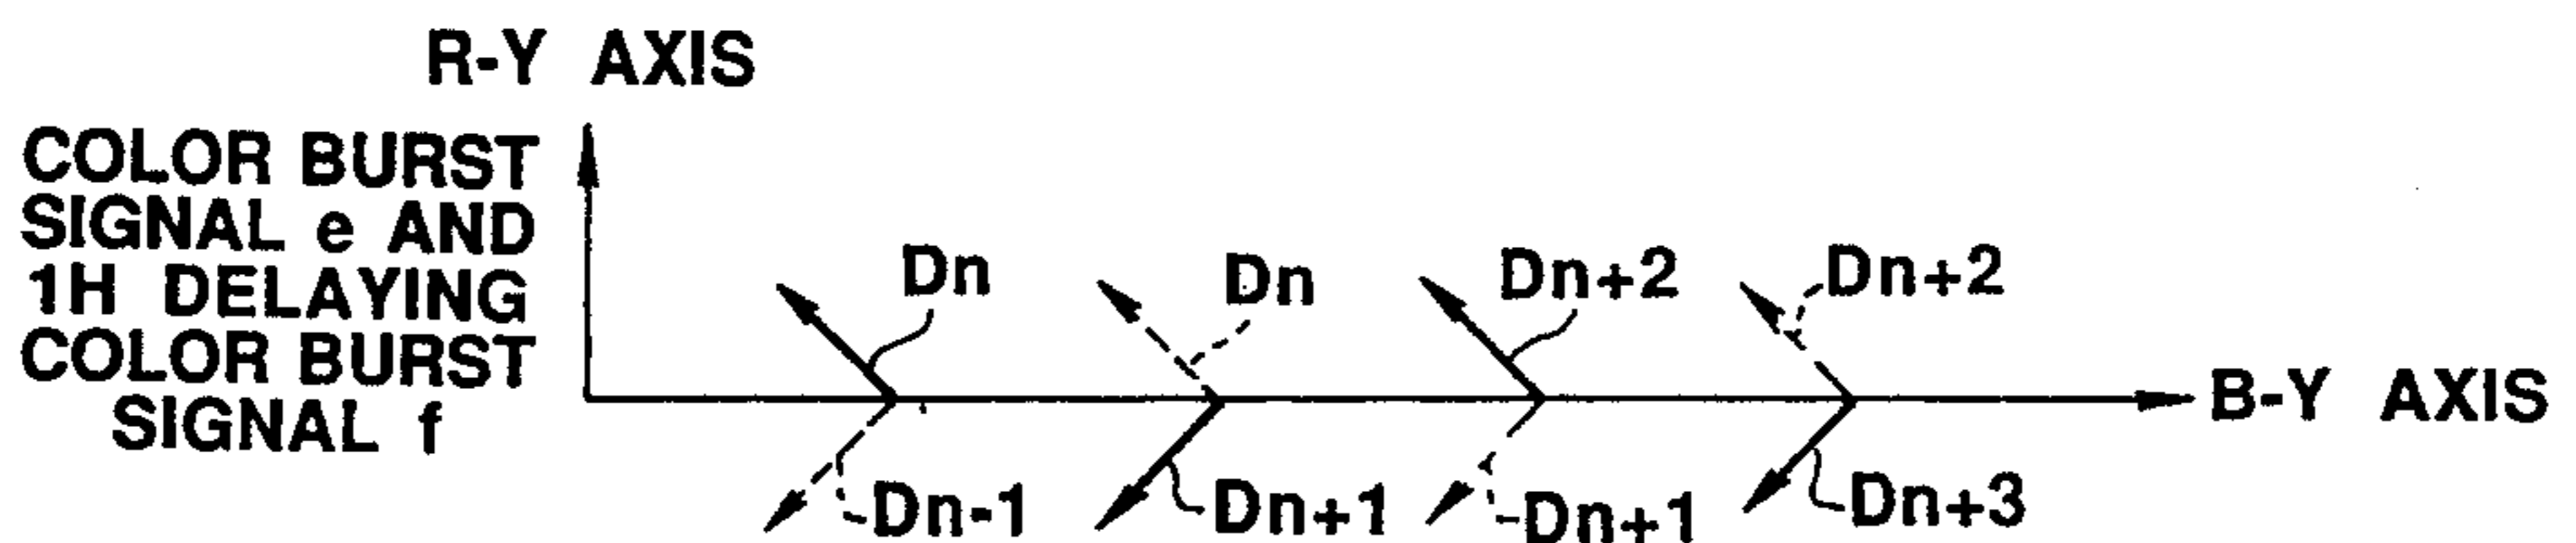 R-Y AXIS
COLOR BURST
SIGNAL e AND
1H DELAYING
COLOR BURST
SIGNAL f
Dn
Dn
Dn+2
Dn+2
B-Y AXIS
Dn-1
Dn+1
Dn+1
Dn+3